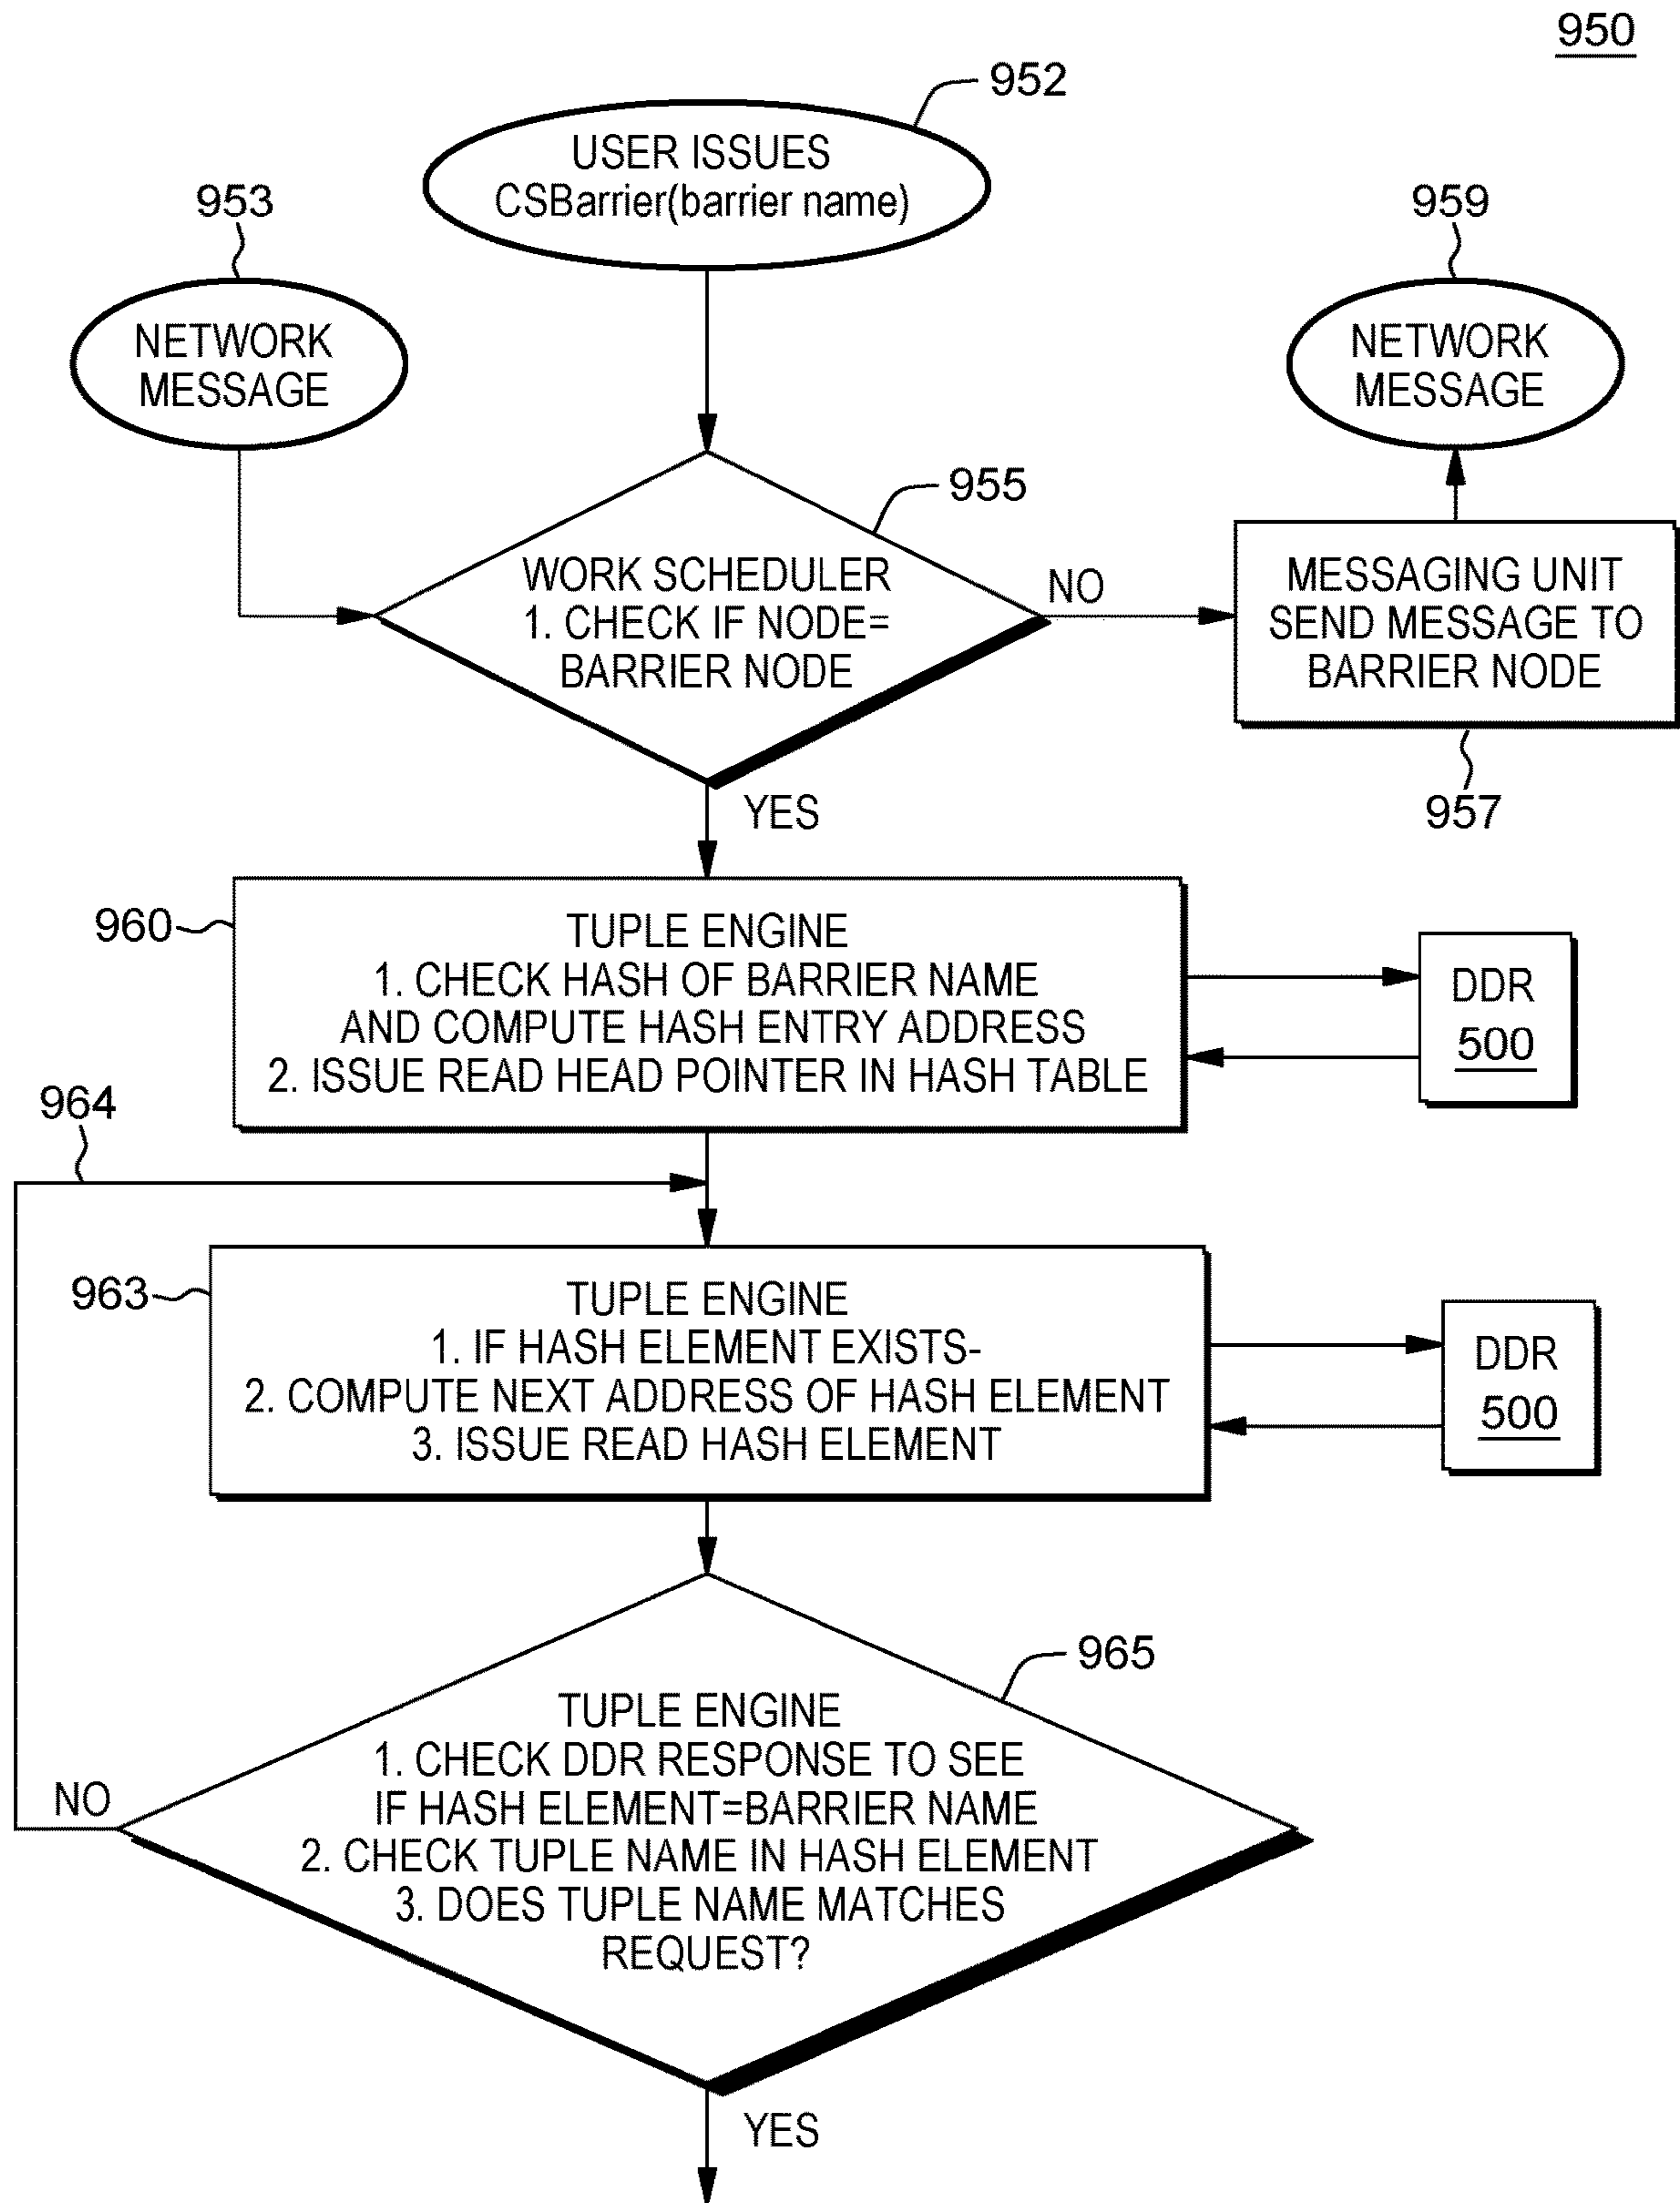 950
952
USER ISSUES
CSBarrier(barrier name)
953
NETWORK
MESSAGE
959
NETWORK
MESSAGE
955
WORK SCHEDULER
1. CHECK IF NODE=
BARRIER NODE
NO
MESSAGING UNIT
SEND MESSAGE TO
BARRIER NODE
957
YES
960
TUPLE ENGINE
1. CHECK HASH OF BARRIER NAME
AND COMPUTE HASH ENTRY ADDRESS
2. ISSUE READ HEAD POINTER IN HASH TABLE
DDR
500
964
963
TUPLE ENGINE
1. IF HASH ELEMENT EXISTS-
2. COMPUTE NEXT ADDRESS OF HASH ELEMENT
3. ISSUE READ HASH ELEMENT
DDR
500
965
TUPLE ENGINE
1. CHECK DDR RESPONSE TO SEE
IF HASH ELEMENT=BARRIER NAME
2. CHECK TUPLE NAME IN HASH ELEMENT
3. DOES TUPLE NAME MATCHES
REQUEST?
NO
YES